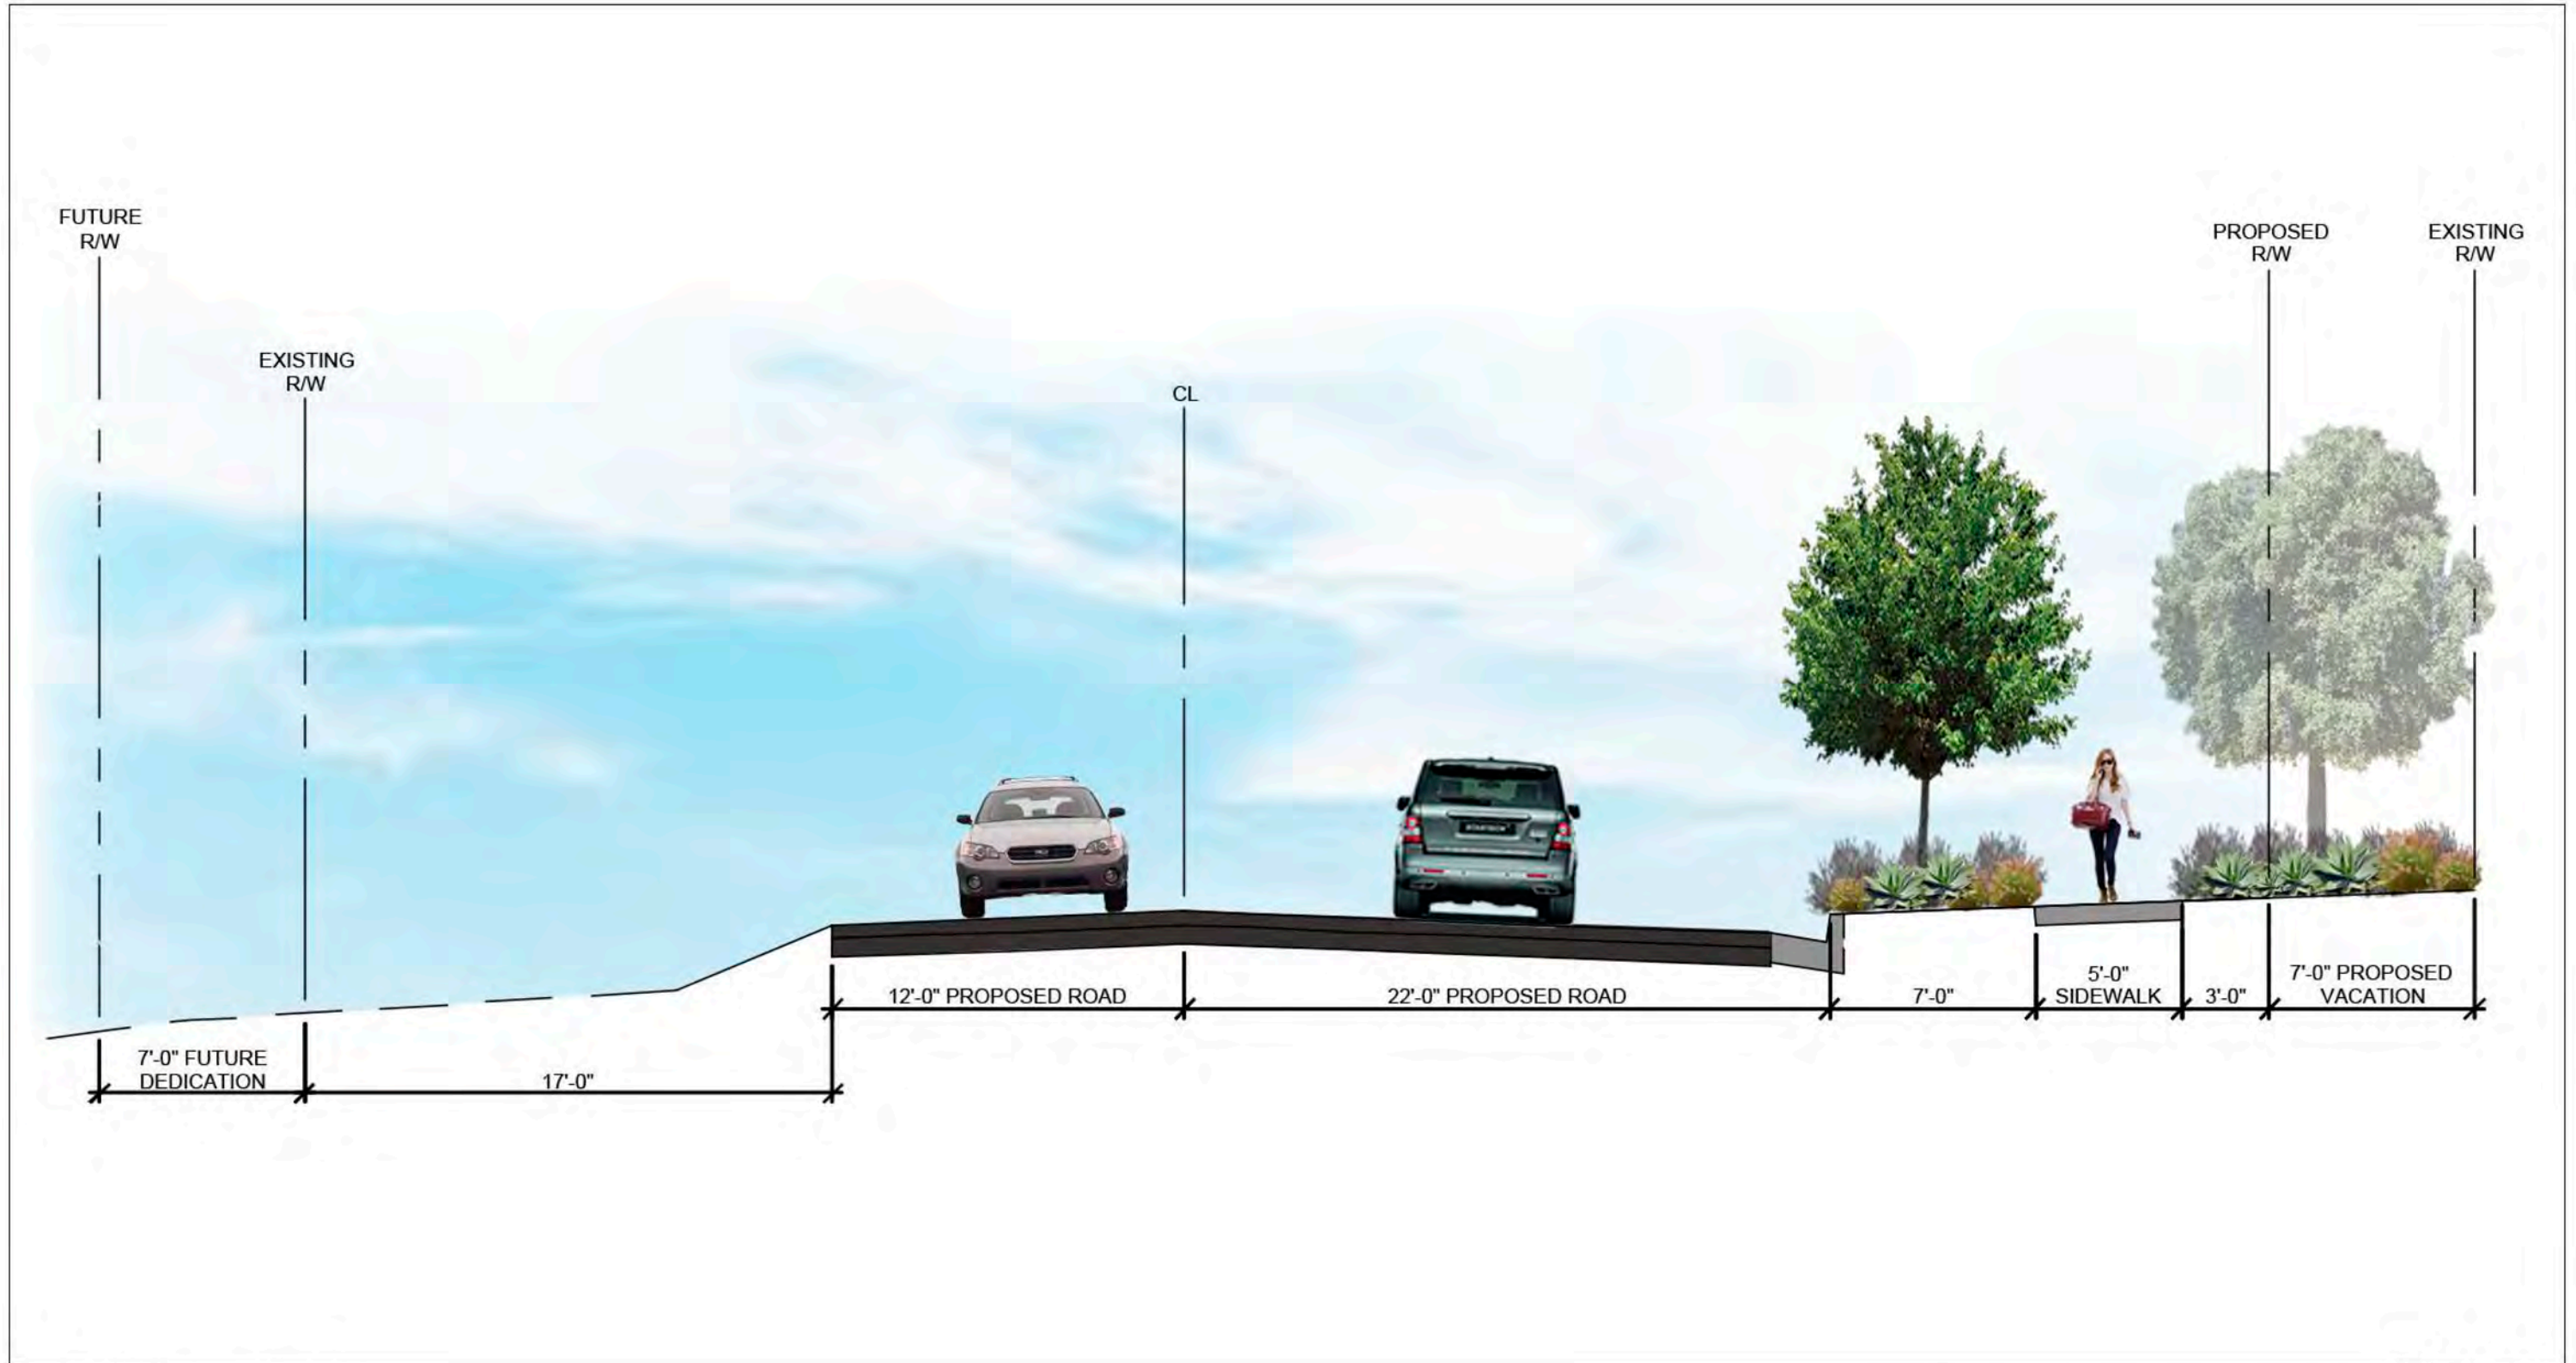 FUTURE
R/W
EXISTING
R/W
CL
PROPOSED
R/W
EXISTING
R/W
12'-0" PROPOSED ROAD
22'-0" PROPOSED ROAD
7'-0"
5'-0"
SIDEWALK
3'-0"
7'-0" PROPOSED
VACATION
7'-0" FUTURE
DEDICATION
17'-0"